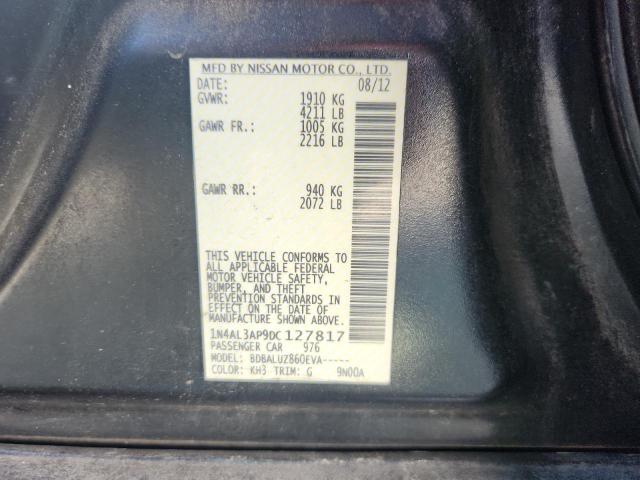 MFD BY NISSAN MOTOR CO., LTD.
DATE: 08/12
GVWR: 1910 KG
4211 LB
GAWR FR.: 1005 KG
2216 LB
GAWR RR.: 940 KG
2072 LB
THIS VEHICLE CONFORMS TO
ALL APPLICABLE FEDERAL
MOTOR VEHICLE SAFETY,
BUMPER, AND THEFT
PREVENTION STANDARDS IN
EFFECT ON THE DATE OF
MANUFACTURE SHOWN ABOVE.
1N4AL3AP9DC127817
PASSENGER CAR 976
MODEL: BDBALUZ860EVA-----
COLOR: KH3 TRIM: G 9N00A